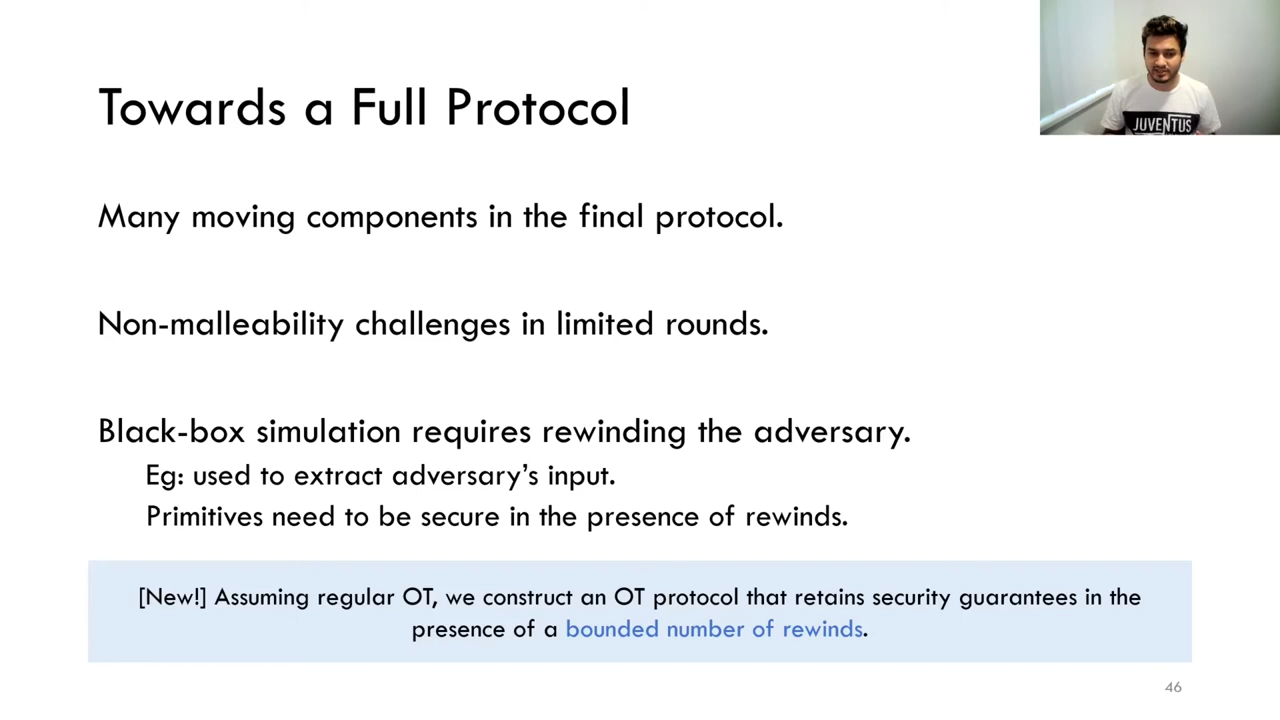 Towards a Full Protocol
JUVENTUS
Many moving components in the final protocol.
Non-malleability challenges in limited rounds.
Black-box simulation requires rewinding the adversary.
Eg: used to extract adversary's input.
Primitives need to be secure in the presence of rewinds.
[New!] Assuming regular OT, we construct an OT protocol that retains security guarantees in the
presence of a bounded number of rewinds.
46